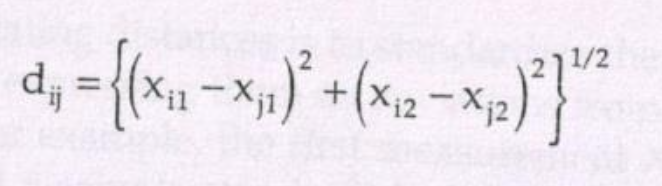 d_ij = {(x_i1 − x_j1)^2 + (x_i2 − x_j2)^2}^1/2